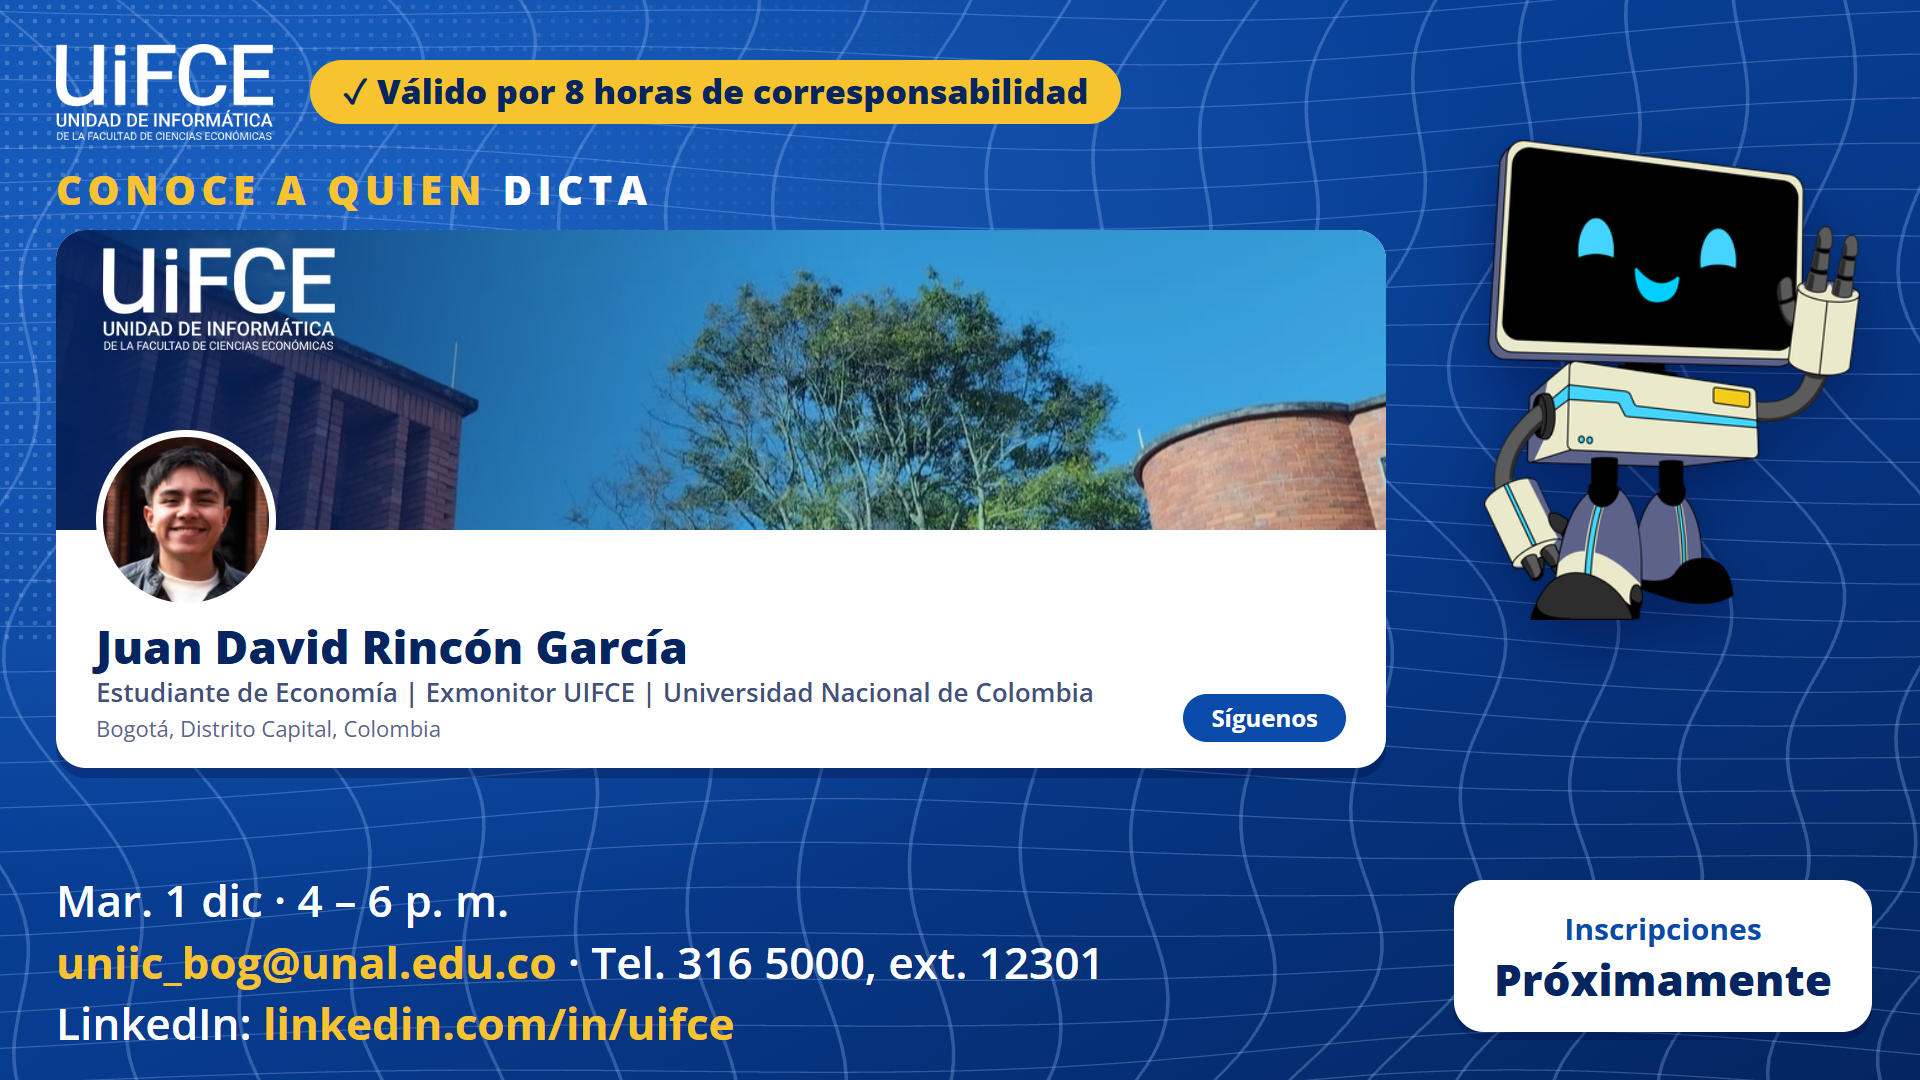 UiFCE
UNIDAD DE INFORMÁTICA
DE LA FACULTAD DE CIENCIAS ECONÓMICAS
✓ Válido por 8 horas de corresponsabilidad
CONOCE A QUIEN DICTA
UiFCE
UNIDAD DE INFORMÁTICA
DE LA FACULTAD DE CIENCIAS ECONÓMICAS
Juan David Rincón García
Estudiante de Economía | Exmonitor UIFCE | Universidad Nacional de Colombia
Bogotá, Distrito Capital, Colombia
Síguenos
Mar. 1 dic · 4 – 6 p. m.
uniic_bog@unal.edu.co · Tel. 316 5000, ext. 12301
LinkedIn: linkedin.com/in/uifce
Inscripciones
Próximamente